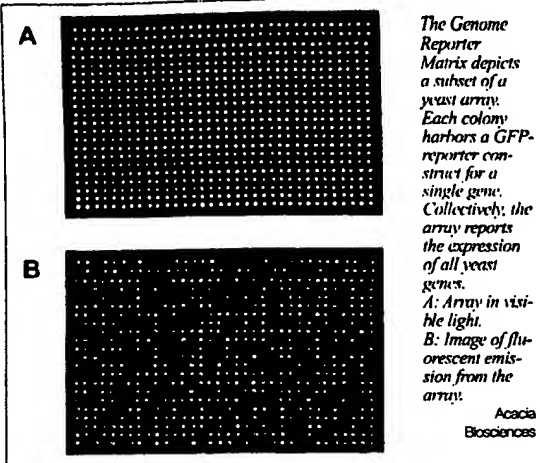 A
B
The Genome
Reporter
Matrix depicts
a subset of a
yeast array.
Each colony
harbors a GFP-
reporter con-
struct for a
single gene.
Collectively, the
array reports
the expression
of all yeast
genes.
A: Array in visi-
ble light.
B: Image of flu-
orescent emis-
sion from the
array.
Acacia
Biosciences